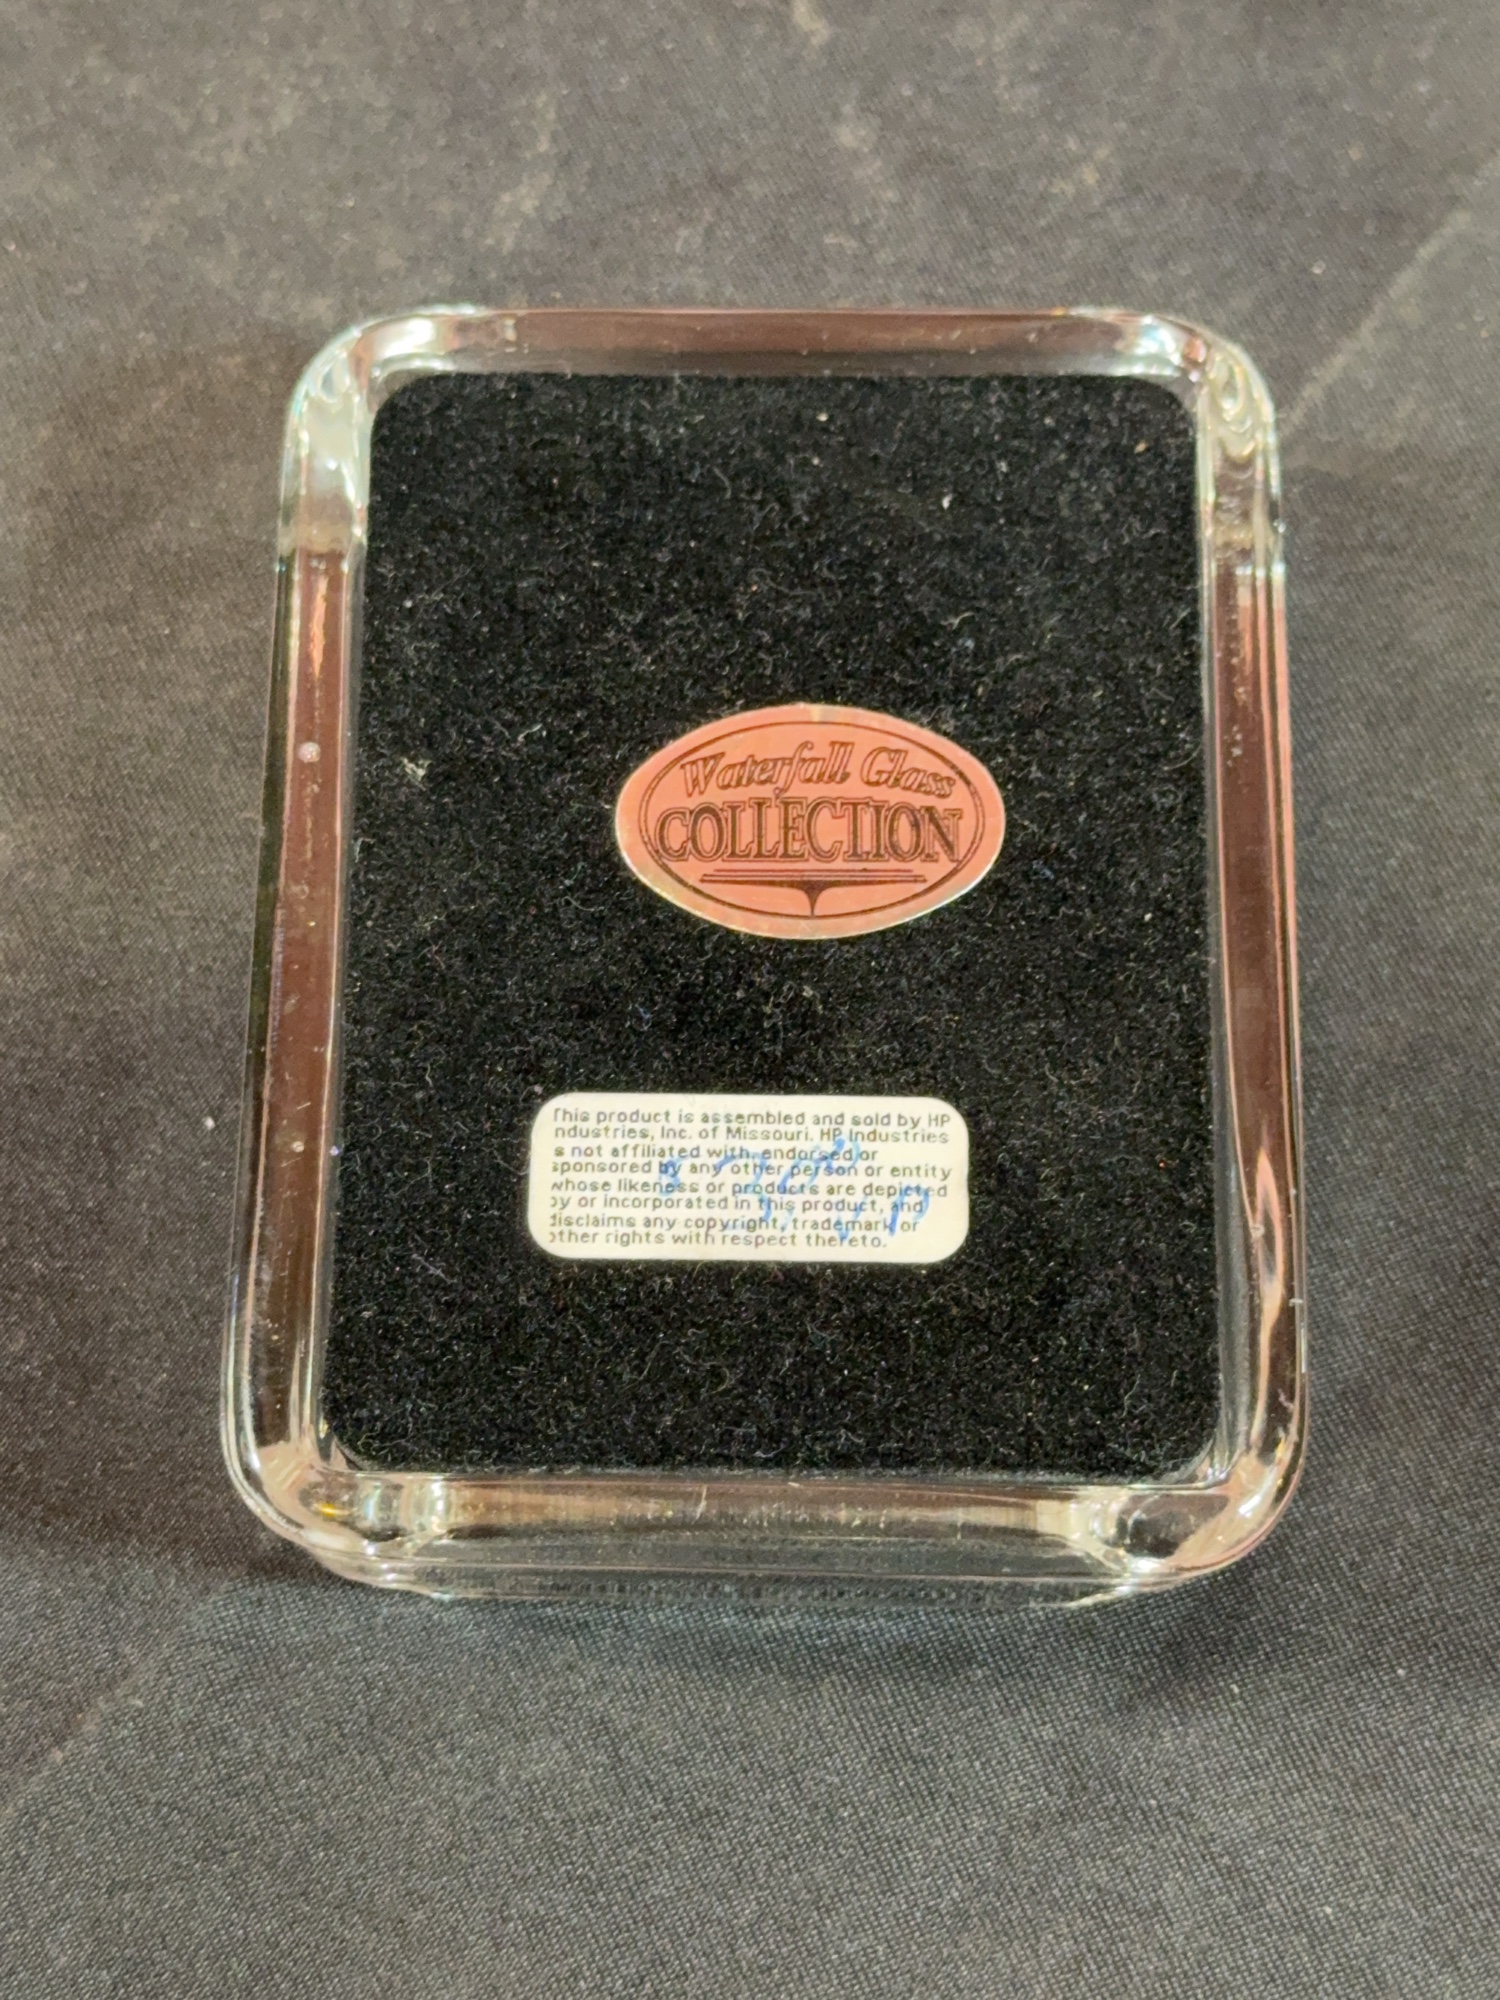 Waterfall Glass
COLLECTION
This product is assembled and sold by HP
ndustries, Inc. of Missouri. HP Industries
s not affiliated with, endorsed or
sponsored by any other person or entity
whose likeness or products are depicted
by or incorporated in this product, and
disclaims any copyright, trademark or
other rights with respect thereto.